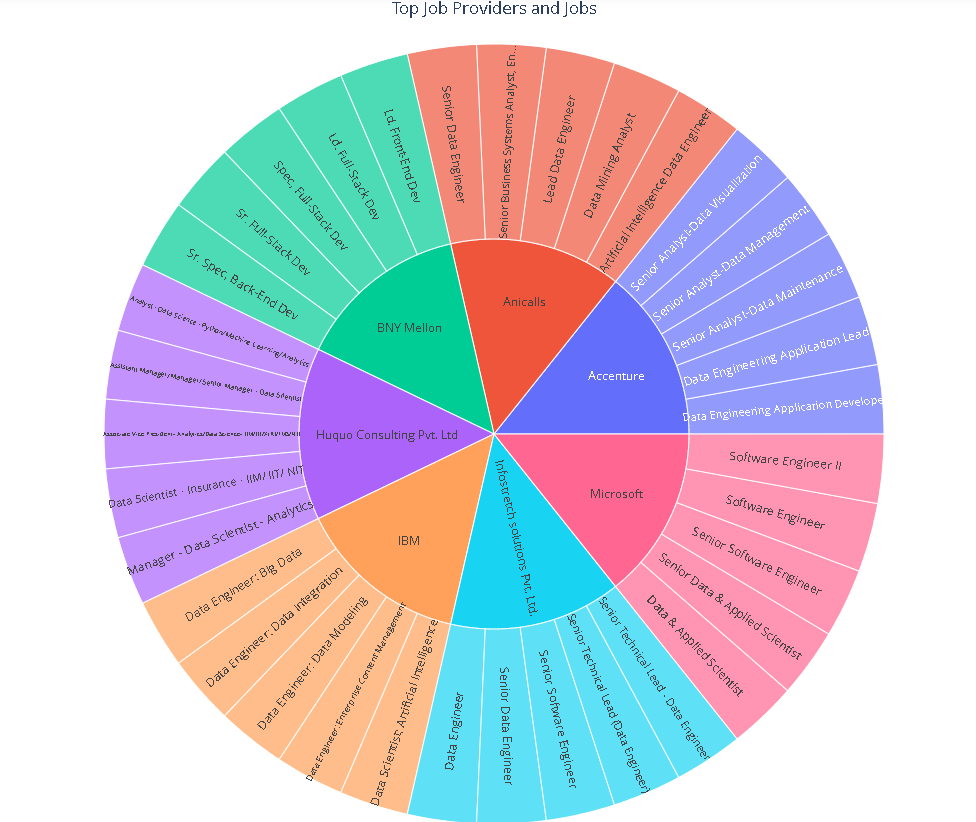 Top Job Providers and Jobs
Anicalls
Senior Data Engineer
Senior Business Systems Analyst, En...
Lead Data Engineer
Data Mining Analyst
Artificial Intelligence Data Engineer
Accenture
Senior Analyst-Data Visualization
Senior Analyst-Data Management
Senior Analyst-Data Maintenance
Data Engineering Application Lead
Data Engineering Application Develope
Microsoft
Software Engineer II
Software Engineer
Senior Software Engineer
Senior Data & Applied Scientist
Data & Applied Scientist
Infostretch solutions Pvt. Ltd.
Senior Technical Lead - Data Engineer
Senior Technical Lead (Data Engineer)
Senior Software Engineer
Senior Data Engineer
Data Engineer
IBM
Data Scientist: Artificial Intelligence
Data Engineer: Enterprise Content Management
Data Engineer: Data Modeling
Data Engineer: Data Integration
Data Engineer: Big Data
Huquo Consulting Pvt. Ltd
Manager - Data Scientist - Analytics
Data Scientist - Insurance - IIM/ IIT/ NIT
Associate Vice President - Analytics/Data Science -
Assistant Manager/Manager/Senior Manager - Data Scientist
Analyst - Data Science - Python/Machine Learning/Analytics
BNY Mellon
Sr. Spec, Back-End Dev
Sr. Full-Stack Dev
Spec, Full-Stack Dev
Ld. Full-Stack Dev
Ld. Front-End Dev